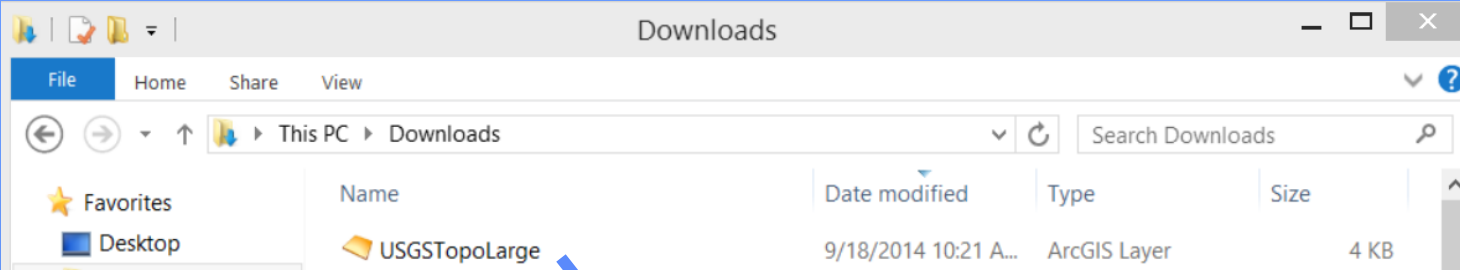 Downloads
File Home Share View
This PC Downloads Search Downloads
Favorites Name Date modified Type Size
Desktop USGSTopoLarge 9/18/2014 10:21 A... ArcGIS Layer 4 KB